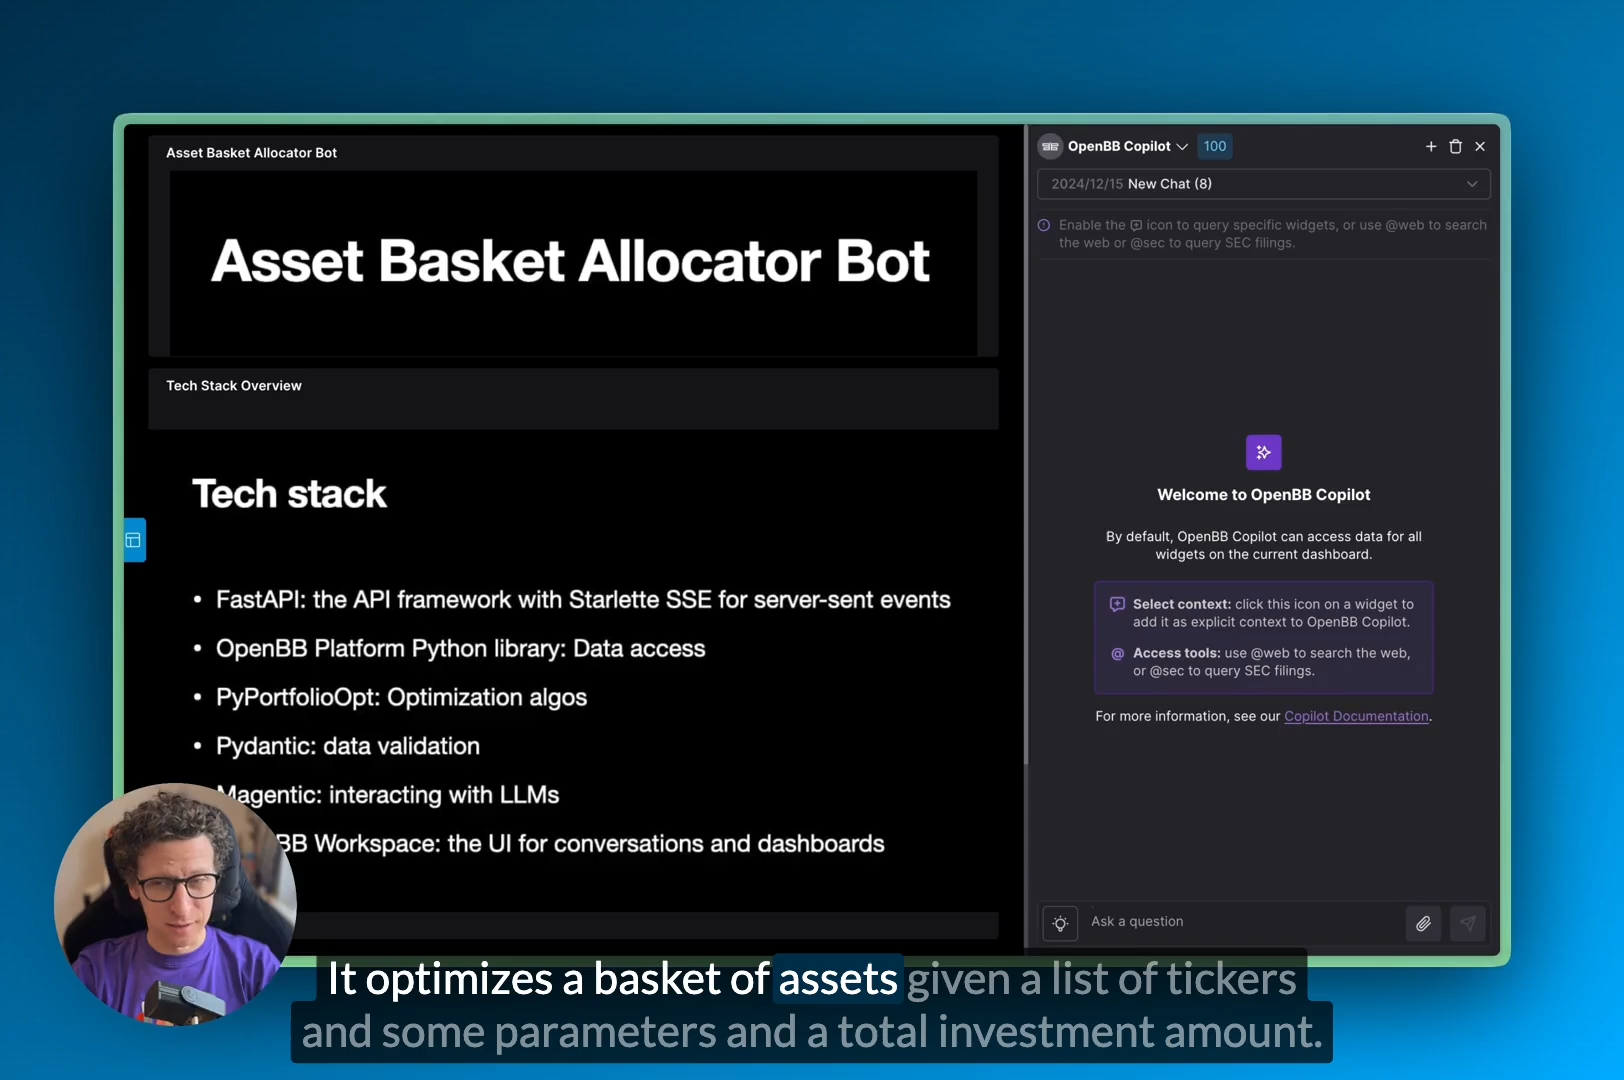 Asset Basket Allocator Bot
Asset Basket Allocator Bot
Tech Stack Overview
Tech stack
• FastAPI: the API framework with Starlette SSE for server-sent events
• OpenBB Platform Python library: Data access
• PyPortfolioOpt: Optimization algos
• Pydantic: data validation
Magentic: interacting with LLMs
BB Workspace: the UI for conversations and dashboards
OpenBB Copilot 100
2024/12/15 New Chat (8)
Enable the icon to query specific widgets, or use @web to search
the web or @sec to query SEC filings.
Welcome to OpenBB Copilot
By default, OpenBB Copilot can access data for all
widgets on the current dashboard.
Select context: click this icon on a widget to
add it as explicit context to OpenBB Copilot.
@ Access tools: use @web to search the web,
or @sec to query SEC filings.
For more information, see our Copilot Documentation.
Ask a question
It optimizes a basket of assets given a list of tickers
and some parameters and a total investment amount.